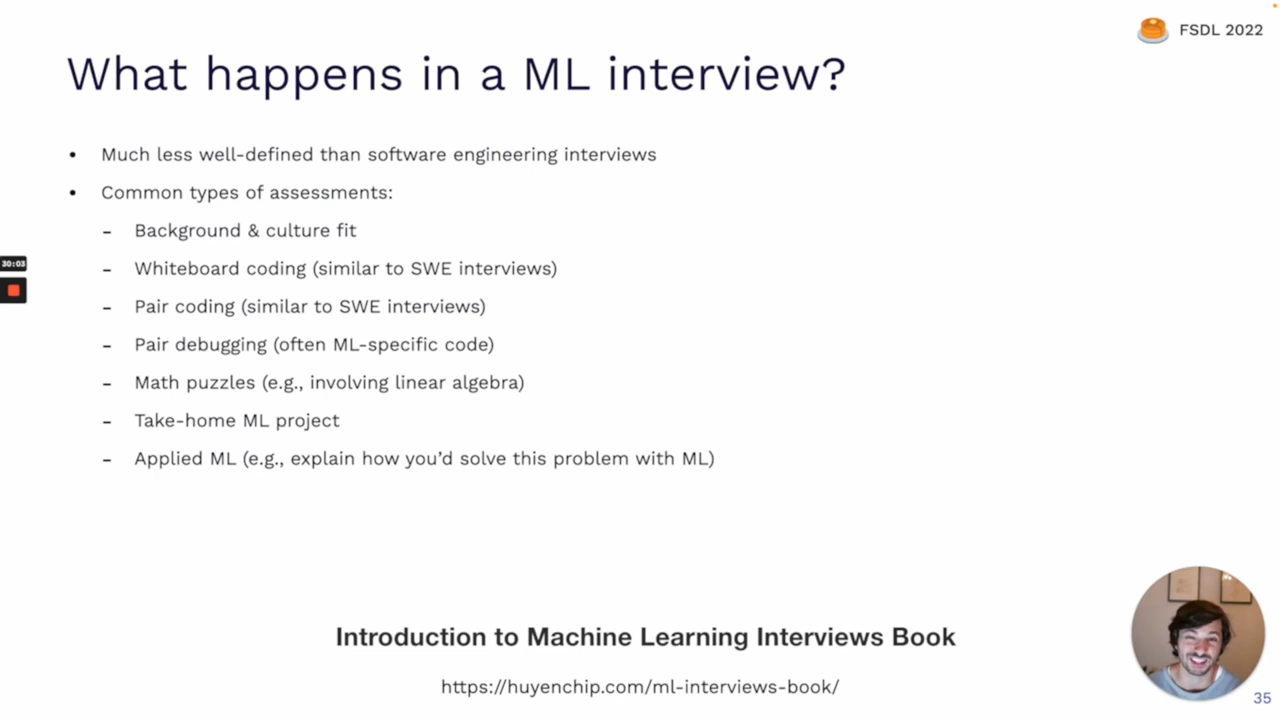 FSDL 2022
What happens in a ML interview?
• Much less well-defined than software engineering interviews
• Common types of assessments:
- Background & culture fit
- Whiteboard coding (similar to SWE interviews)
- Pair coding (similar to SWE interviews)
- Pair debugging (often ML-specific code)
- Math puzzles (e.g., involving linear algebra)
- Take-home ML project
- Applied ML (e.g., explain how you’d solve this problem with ML)
30:03
Introduction to Machine Learning Interviews Book
https://huyenchip.com/ml-interviews-book/
35